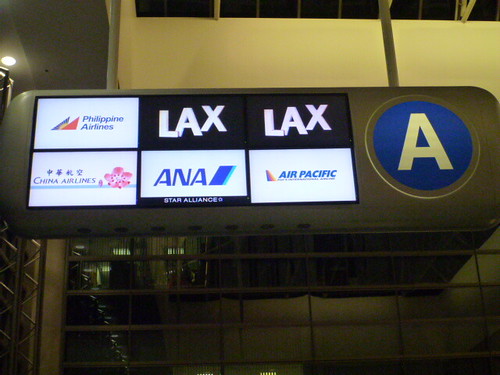 Philippine
Airlines
LAX
LAX
A
中華航空
CHINA AIRLINES
ANA
STAR ALLIANCE
AIR PACIFIC